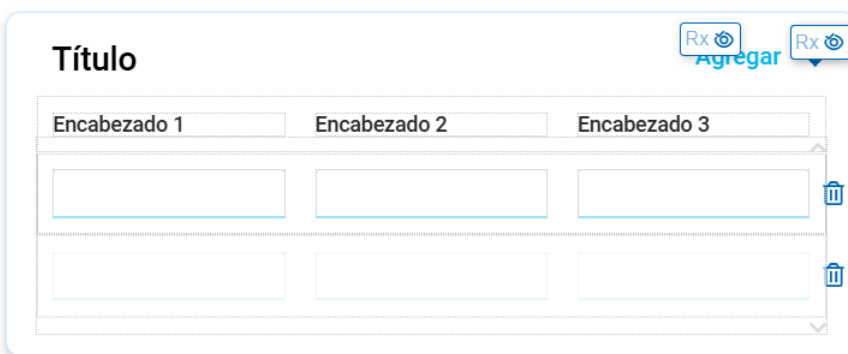 Rx
Rx
Título
Agregar
Encabezado 1 Encabezado 2 Encabezado 3